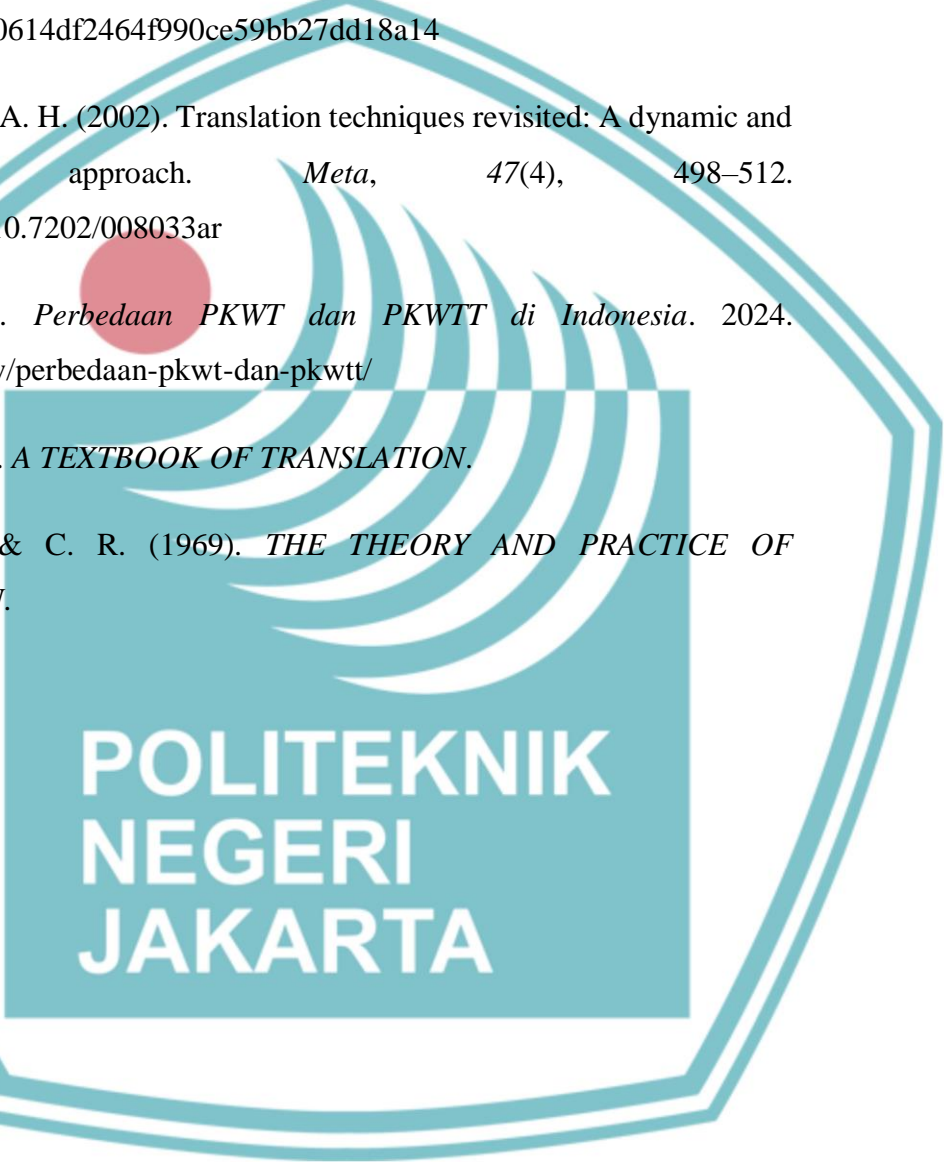 0614df2464f990ce59bb27dd18a14
A. H. (2002). Translation techniques revisited: A dynamic and
approach. Meta, 47(4), 498–512.
10.7202/008033ar
. Perbedaan PKWT dan PKWTT di Indonesia. 2024.
/perbedaan-pkwt-dan-pkwtt/
. A TEXTBOOK OF TRANSLATION.
& C. R. (1969). THE THEORY AND PRACTICE OF
POLITEKNIK
NEGERI
JAKARTA